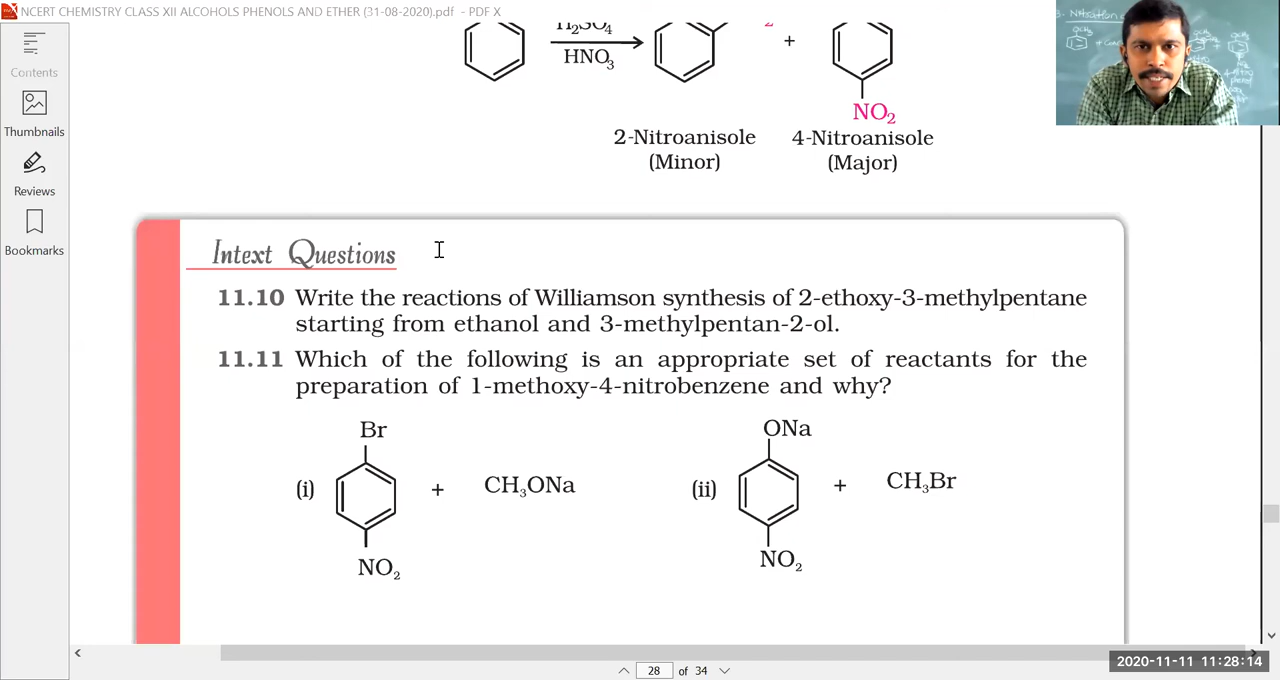 NCERT CHEMISTRY CLASS XII ALCOHOLS PHENOLS AND ETHER (31-08-2020).pdf - PDF X
Contents
Thumbnails
Reviews
Bookmarks
H₂SO₄
HNO₃
2
+
NO₂
2-Nitroanisole
(Minor)
4-Nitroanisole
(Major)
Intext Questions
11.10 Write the reactions of Williamson synthesis of 2-ethoxy-3-methylpentane
starting from ethanol and 3-methylpentan-2-ol.
11.11 Which of the following is an appropriate set of reactants for the
preparation of 1-methoxy-4-nitrobenzene and why?
Br
(i) + CH₃ONa
NO₂
ONa
(ii) + CH₃Br
NO₂
28 of 34
2020-11-11 11:28:14